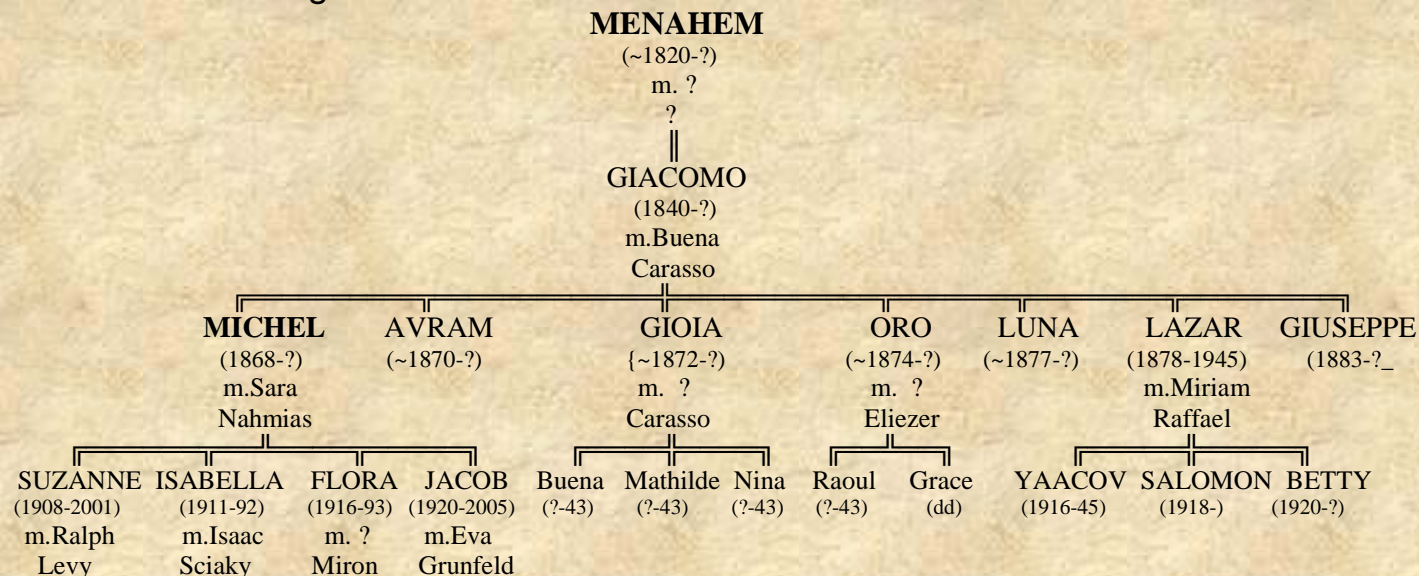 MENAHEM
(~1820-?)
m. ?
?
GIACOMO
(1840-?)
m.Buena
Carasso
MICHEL AVRAM GIOIA ORO LUNA LAZAR GIUSEPPE
(1868-?) (~1870-?) {~1872-?) (~1874-?) (~1877-?) (1878-1945) (1883-?_
m.Sara m. ? m. ? m.Miriam
Nahmias Carasso Eliezer Raffael
SUZANNE ISABELLA FLORA JACOB Buena Mathilde Nina Raoul Grace YAACOV SALOMON BETTY
(1908-2001) (1911-92) (1916-93) (1920-2005) (?-43) (?-43) (?-43) (?-43) (dd) (1916-45) (1918-) (1920-?)
m.Ralph m.Isaac m. ? m.Eva
Levy Sciaky Miron Grunfeld